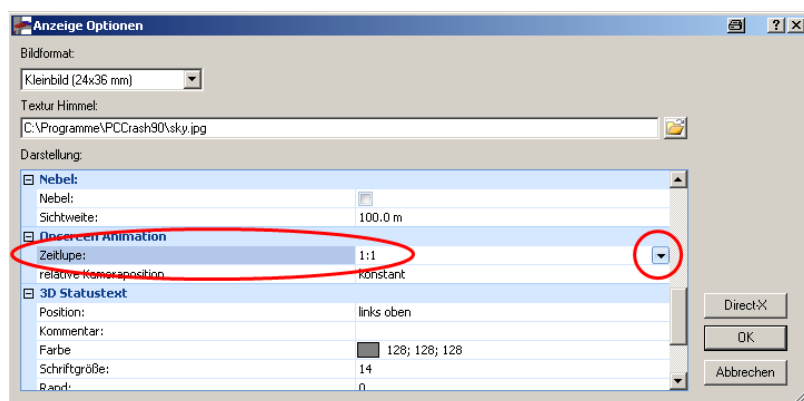 Anzeige Optionen
Bildformat:
Kleinbild (24x36 mm)
Textur Himmel:
C:\Programme\PCCrash90\sky.jpg
Darstellung:
Nebel:
Nebel:
Sichtweite: 100.0 m
Onscreen Animation
Zeitlupe: 1:1
relative Kameraposition konstant
3D Statustext
Position: links oben
Kommentar:
Farbe 128; 128; 128
Schriftgröße: 14
Rand: 0
Direct-X
OK
Abbrechen